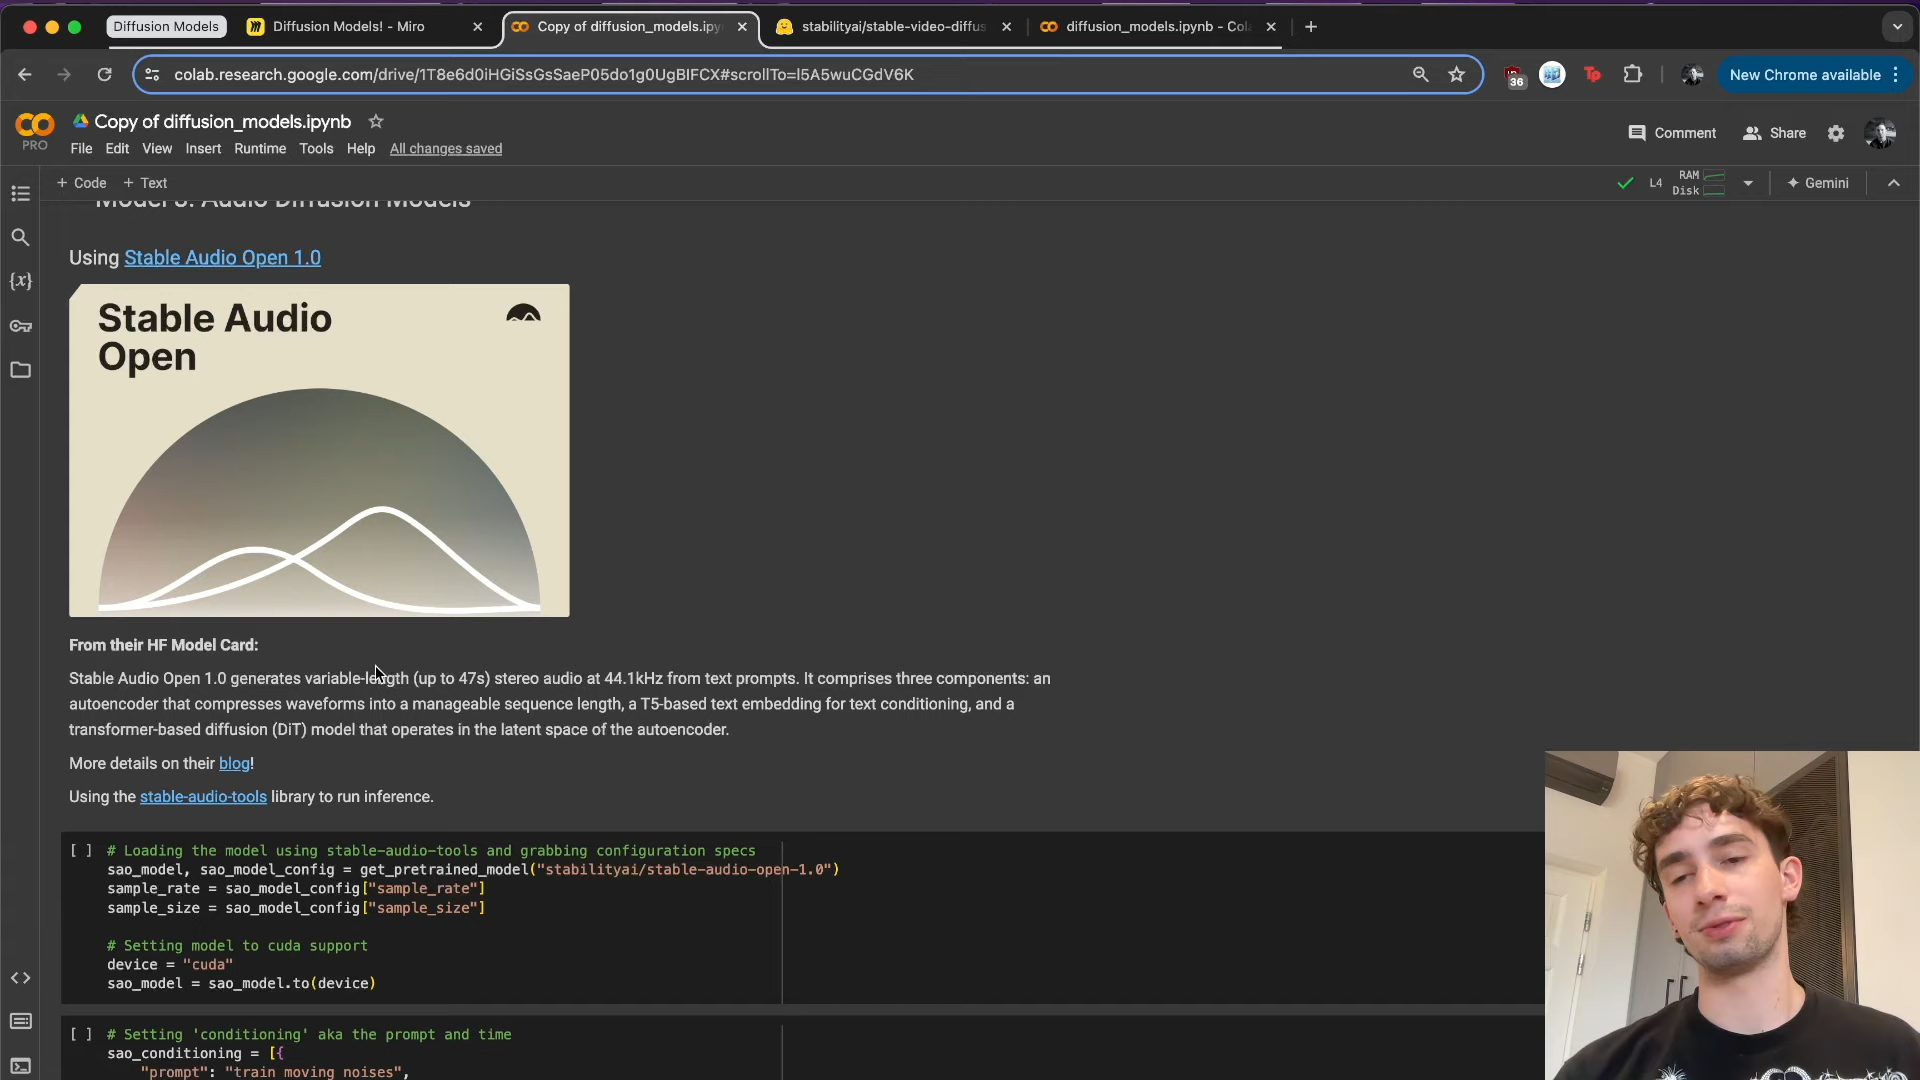 Diffusion Models
Diffusion Models! - Miro
Copy of diffusion_models.ipy
stabilityai/stable-video-diffus
diffusion_models.ipynb - Col
colab.research.google.com/drive/1T8e6d0iHGiSsGsSaeP05do1g0UgBIFCX#scrollTo=l5A5wuCGdV6K
36
Tp
New Chrome available
PRO
Copy of diffusion_models.ipynb
File Edit View Insert Runtime Tools Help All changes saved
Comment
Share
+ Code + Text
L4
RAM
Disk
Gemini
Model 3: Audio Diffusion Models
Using Stable Audio Open 1.0
Stable Audio
Open
From their HF Model Card:
Stable Audio Open 1.0 generates variable-length (up to 47s) stereo audio at 44.1kHz from text prompts. It comprises three components: an
autoencoder that compresses waveforms into a manageable sequence length, a T5-based text embedding for text conditioning, and a
transformer-based diffusion (DiT) model that operates in the latent space of the autoencoder.
More details on their blog!
Using the stable-audio-tools library to run inference.
[ ] # Loading the model using stable-audio-tools and grabbing configuration specs
sao_model, sao_model_config = get_pretrained_model("stabilityai/stable-audio-open-1.0")
sample_rate = sao_model_config["sample_rate"]
sample_size = sao_model_config["sample_size"]
# Setting model to cuda support
device = "cuda"
sao_model = sao_model.to(device)
[ ] # Setting 'conditioning' aka the prompt and time
sao_conditioning = [{
"prompt": "train moving noises",